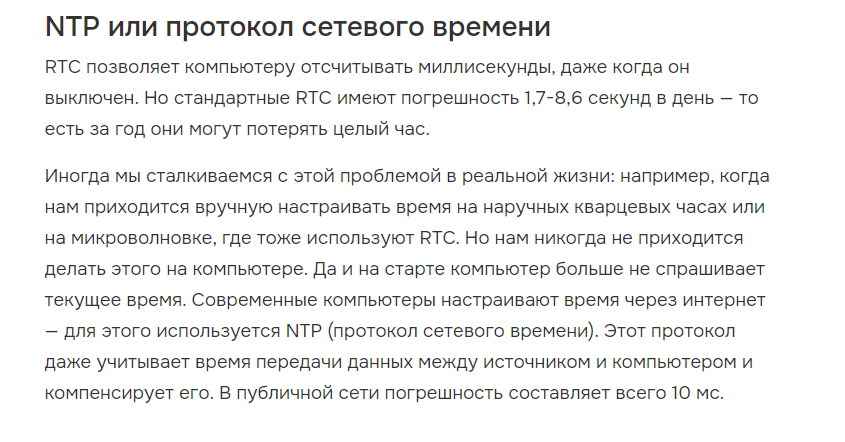 NTP или протокол сетевого времени
RTC позволяет компьютеру отсчитывать миллисекунды, даже когда он
выключен. Но стандартные RTC имеют погрешность 1,7-8,6 секунд в день — то
есть за год они могут потерять целый час.
Иногда мы сталкиваемся с этой проблемой в реальной жизни: например, когда
нам приходится вручную настраивать время на наручных кварцевых часах или
на микроволновке, где тоже используют RTC. Но нам никогда не приходится
делать этого на компьютере. Да и на старте компьютер больше не спрашивает
текущее время. Современные компьютеры настраивают время через интернет
— для этого используется NTP (протокол сетевого времени). Этот протокол
даже учитывает время передачи данных между источником и компьютером и
компенсирует его. В публичной сети погрешность составляет всего 10 мс.